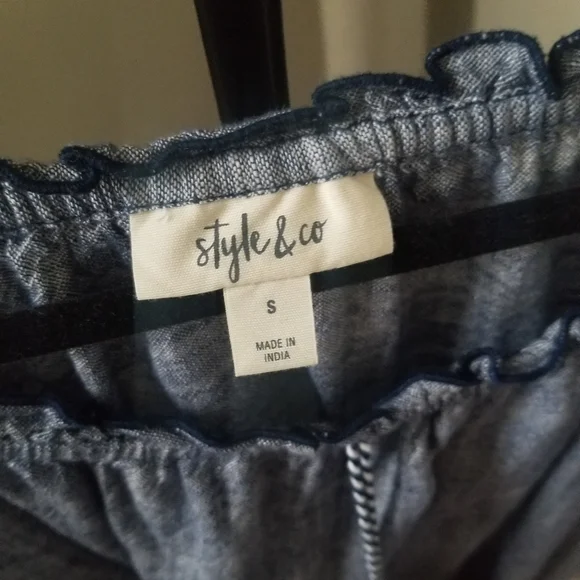 style & co
S
MADE IN
INDIA